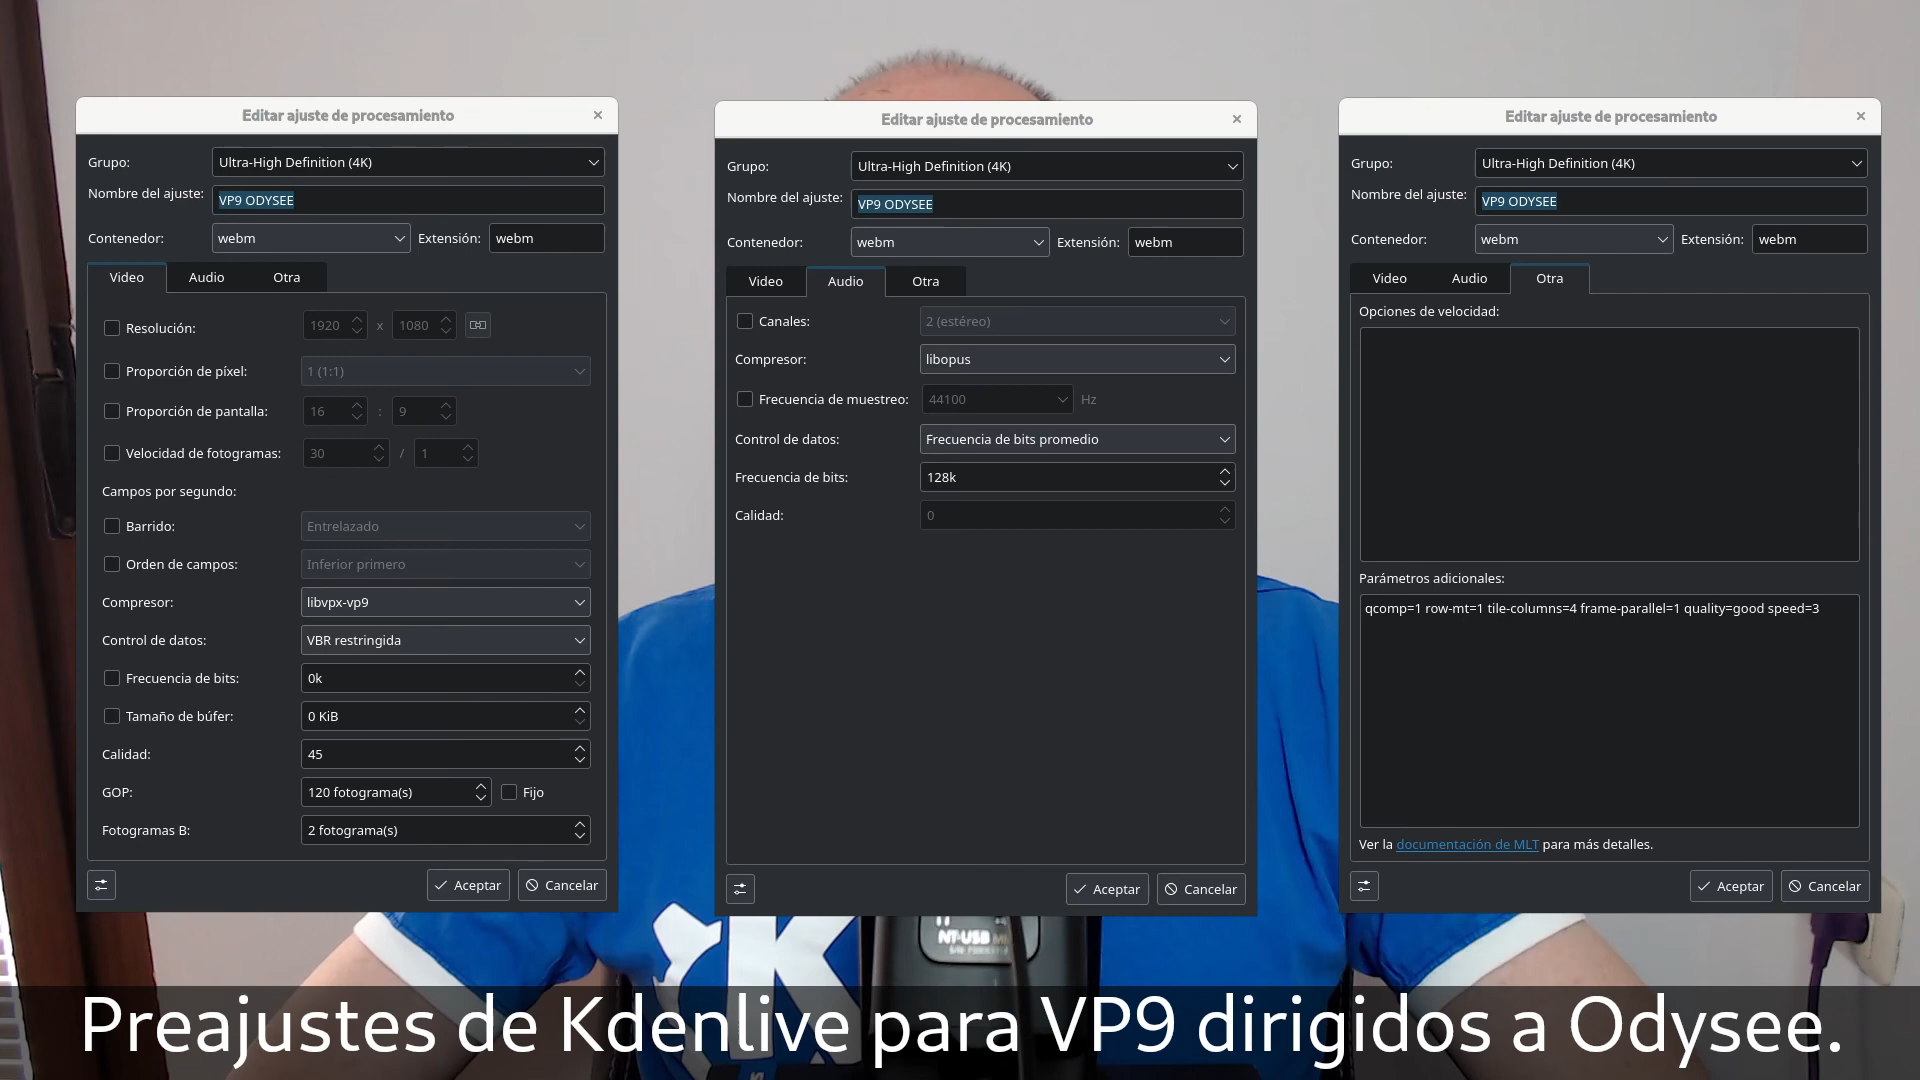 Editar ajuste de procesamiento
Grupo: Ultra-High Definition (4K)
Nombre del ajuste: VP9 ODYSEE
Contenedor: webm Extensión: webm
Video Audio Otra
Resolución: 1920 x 1080
Proporción de píxel: 1 (1:1)
Proporción de pantalla: 16 : 9
Velocidad de fotogramas: 30 / 1
Campos por segundo:
Barrido: Entrelazado
Orden de campos: Inferior primero
Compresor: libvpx-vp9
Control de datos: VBR restringida
Frecuencia de bits: 0k
Tamaño de búfer: 0 KiB
Calidad: 45
GOP: 120 fotograma(s) Fijo
Fotogramas B: 2 fotograma(s)
Aceptar Cancelar
Editar ajuste de procesamiento
Grupo: Ultra-High Definition (4K)
Nombre del ajuste: VP9 ODYSEE
Contenedor: webm Extensión: webm
Video Audio Otra
Canales: 2 (estéreo)
Compresor: libopus
Frecuencia de muestreo: 44100 Hz
Control de datos: Frecuencia de bits promedio
Frecuencia de bits: 128k
Calidad: 0
Aceptar Cancelar
Editar ajuste de procesamiento
Grupo: Ultra-High Definition (4K)
Nombre del ajuste: VP9 ODYSEE
Contenedor: webm Extensión: webm
Video Audio Otra
Opciones de velocidad:
Parámetros adicionales:
qcomp=1 row-mt=1 tile-columns=4 frame-parallel=1 quality=good speed=3
Ver la documentación de MLT para más detalles.
Aceptar Cancelar
K
NT-USB
Preajustes de Kdenlive para VP9 dirigidos a Odysee.